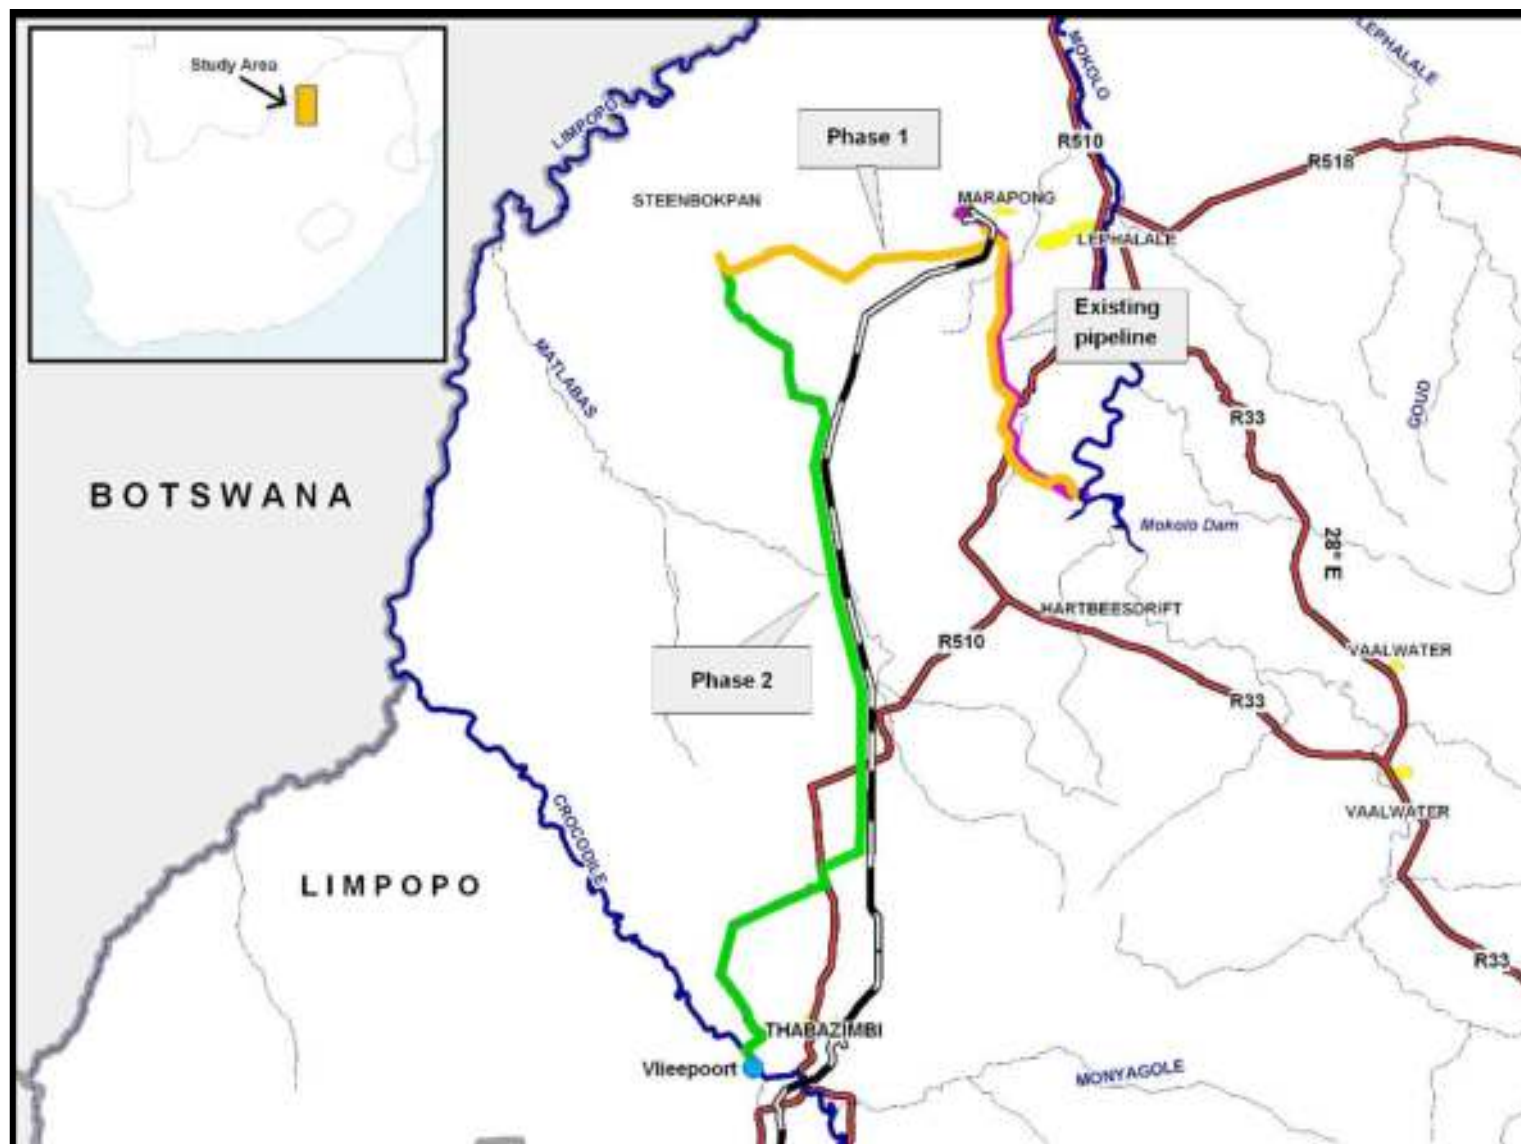 Study Area
LIMPOPO
MOKOLO
LEPHALALE
Phase 1
R510
R518
STEENBOKPAN
MARAPONG
LEPHALALE
Existing
pipeline
MATLABAS
GOUD
R33
BOTSWANA
Mokolo Dam
28° E
HARTBEESDRIFT
R510
VAALWATER
Phase 2
R33
CROCODILE
VAALWATER
LIMPOPO
R33
THABAZIMBI
Vlieepoort
MONYAGOLE